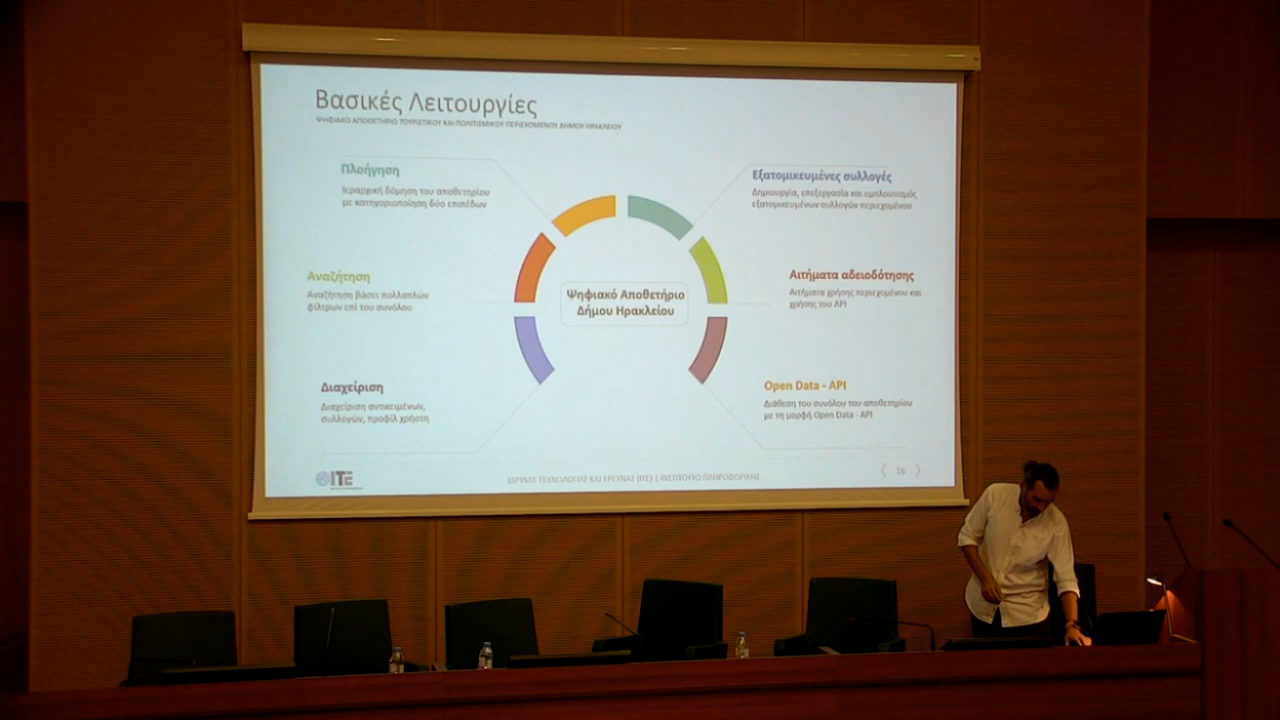 Βασικές Λειτουργίες
ΨΗΦΙΑΚΟ ΑΠΟΘΕΤΗΡΙΟ ΤΟΥΡΙΣΤΙΚΟΥ ΚΑΙ ΠΟΛΙΤΙΣΜΙΚΟΥ ΠΕΡΙΕΧΟΜΕΝΟΥ ΔΗΜΟΥ ΗΡΑΚΛΕΙΟΥ
Πλοήγηση
Ιεραρχική δόμηση του αποθετηρίου
με κατηγοριοποίηση δύο επιπέδων
Αναζήτηση
Αναζήτηση βάσει πολλαπλών
φίλτρων επί του συνόλου
Διαχείριση
Διαχείριση αντικειμένων,
συλλογών, προφίλ χρήστη
Ψηφιακό Αποθετήριο
Δήμου Ηρακλείου
Εξατομικευμένες συλλογές
Δημιουργία, επεξεργασία και εμπλουτισμός
εξατομικευμένων συλλογών περιεχομένου
Αιτήματα αδειοδότησης
Αιτήματα χρήσης περιεχομένου και
χρήσης του API
Open Data - API
Διάθεση του συνόλου του αποθετηρίου
με τη μορφή Open Data - API
ITE
ΙΔΡΥΜΑ ΤΕΧΝΟΛΟΓΙΑΣ ΚΑΙ ΕΡΕΥΝΑΣ (ΙΤΕ) | ΙΝΣΤΙΤΟΥΤΟ ΠΛΗΡΟΦΟΡΙΚΗΣ
16